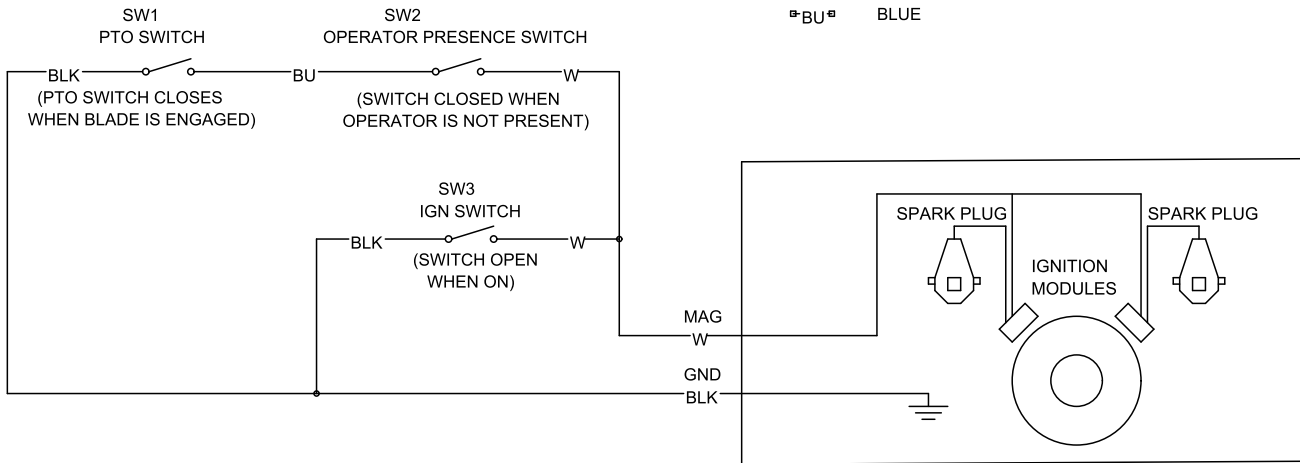 SW1
PTO SWITCH
SW2
OPERATOR PRESENCE SWITCH
BU BLUE
BLK
BU
W
(PTO SWITCH CLOSES
WHEN BLADE IS ENGAGED)
(SWITCH CLOSED WHEN
OPERATOR IS NOT PRESENT)
SW3
IGN SWITCH
BLK
W
(SWITCH OPEN
WHEN ON)
SPARK PLUG
SPARK PLUG
IGNITION
MODULES
MAG
W
GND
BLK